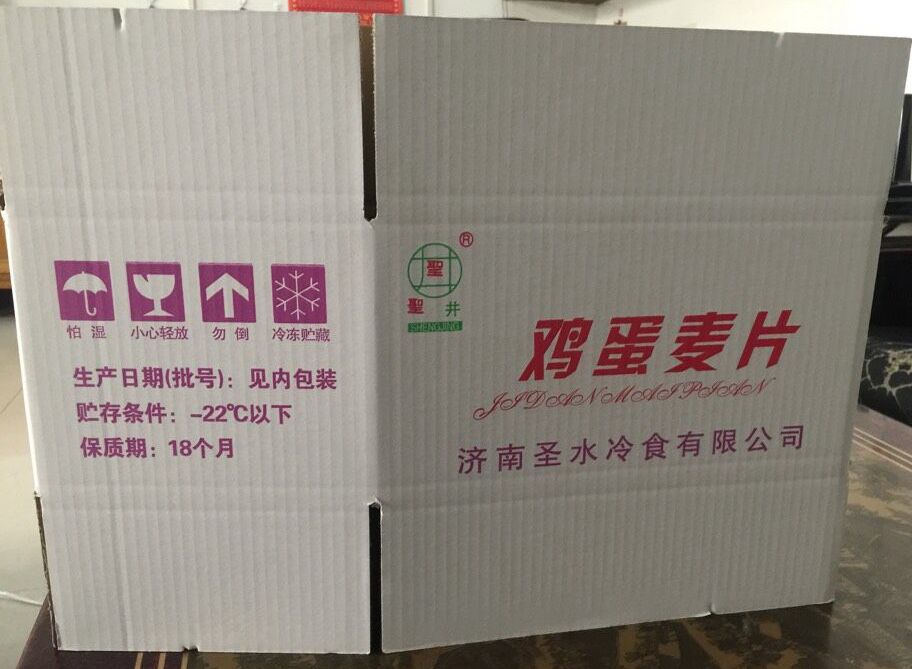 怕 湿
小心轻放
勿 倒
冷冻贮藏
生产日期(批号): 见内包装
贮存条件: -22℃以下
保质期: 18个月
®
聖
聖 井
SHENGJING
鸡蛋麦片
JIDANMAIPIAN
济南圣水冷食有限公司